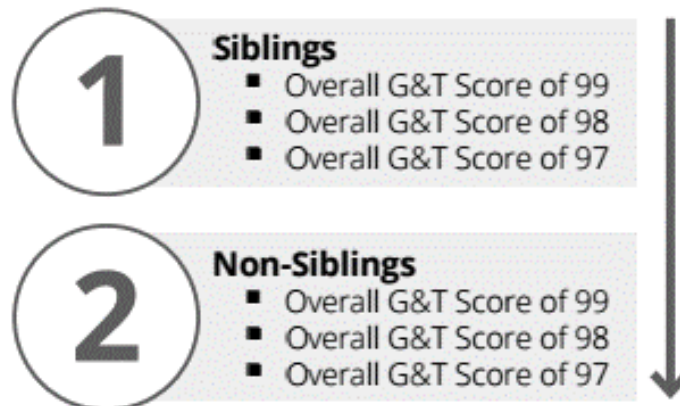 1
Siblings
▪ Overall G&T Score of 99
▪ Overall G&T Score of 98
▪ Overall G&T Score of 97
2
Non-Siblings
▪ Overall G&T Score of 99
▪ Overall G&T Score of 98
▪ Overall G&T Score of 97